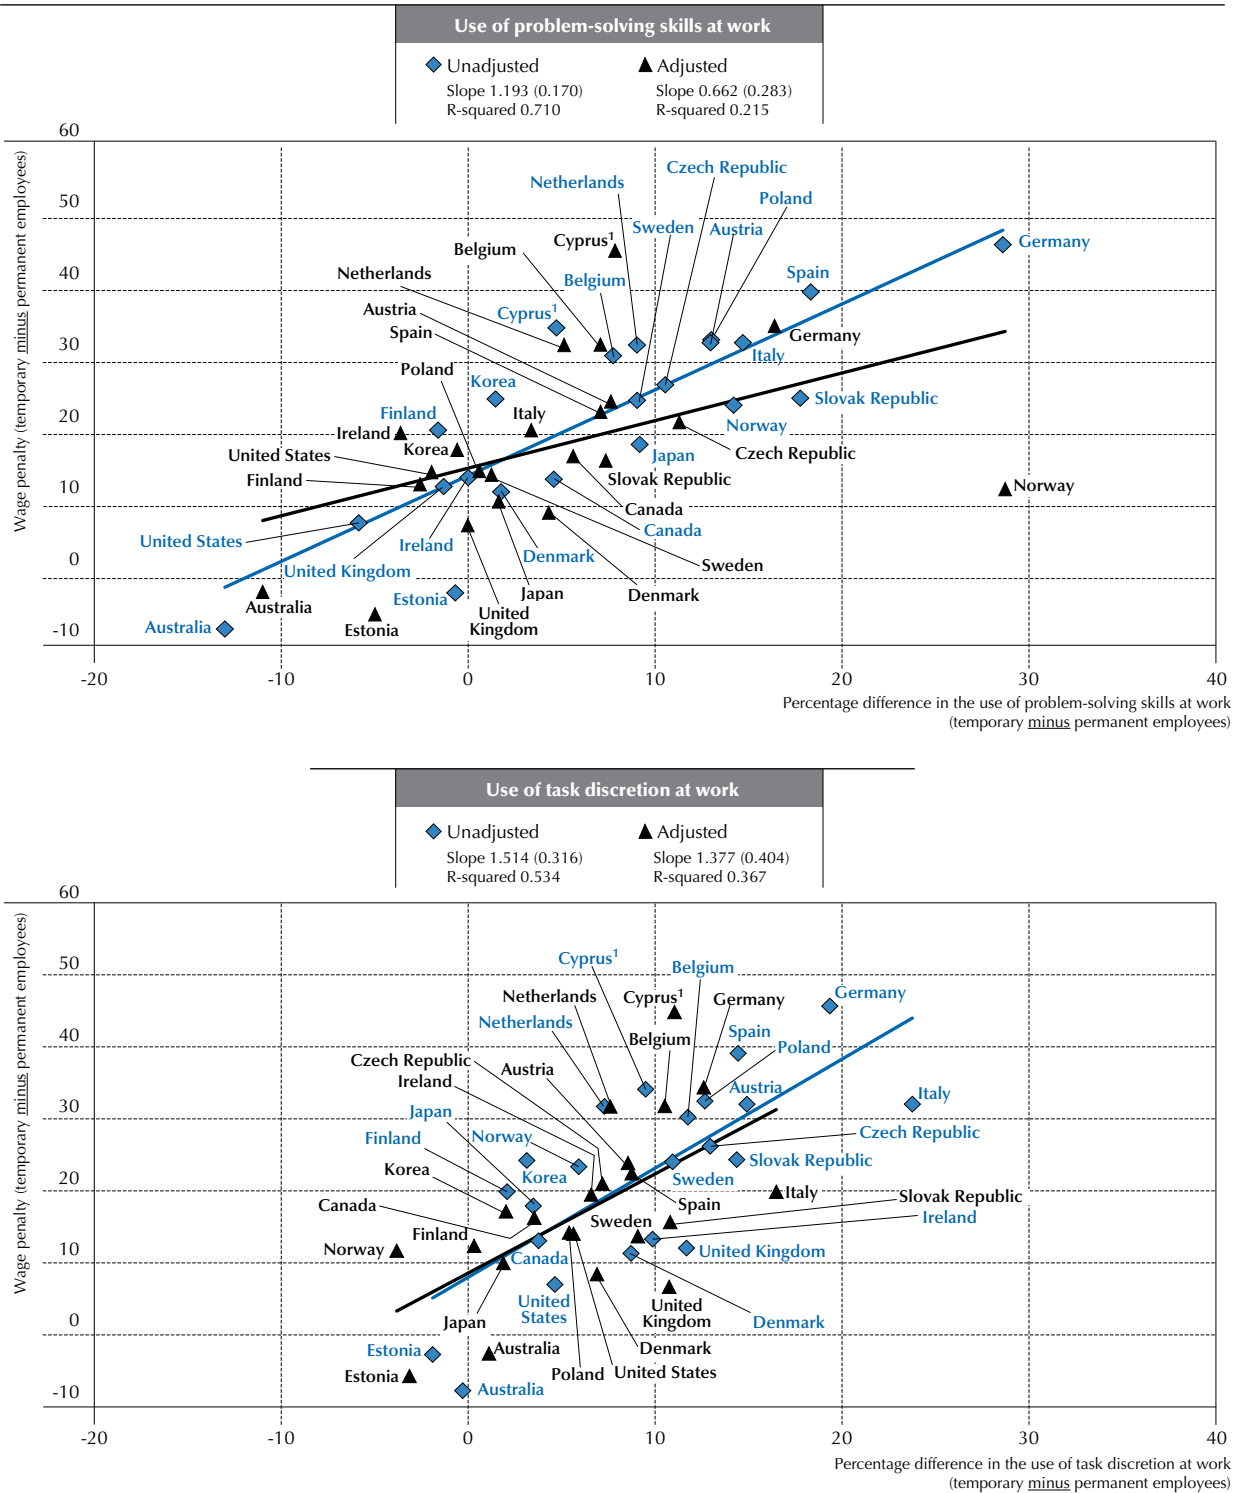 Use of problem-solving skills at work
Unadjusted
Slope 1.193 (0.170)
R-squared 0.710
Adjusted
Slope 0.662 (0.283)
R-squared 0.215
Wage penalty (temporary minus permanent employees)
60
50
40
30
20
10
0
-10
Czech Republic
Netherlands
Poland
Sweden
Austria
Cyprus1
Belgium
Germany
Netherlands
Belgium
Spain
Austria
Cyprus1
Spain
Germany
Italy
Poland
Korea
Slovak Republic
Finland
Italy
Ireland
Norway
Korea
United States
Japan
Czech Republic
Finland
Slovak Republic
Norway
Canada
United States
Ireland
Canada
Denmark
Sweden
United Kingdom
Estonia
Japan
Denmark
Australia
United
Kingdom
Australia
Estonia
-20
-10
0
10
20
30
40
Percentage difference in the use of problem-solving skills at work
(temporary minus permanent employees)
Use of task discretion at work
Unadjusted
Slope 1.514 (0.316)
R-squared 0.534
Adjusted
Slope 1.377 (0.404)
R-squared 0.367
Wage penalty (temporary minus permanent employees)
60
50
40
30
20
10
0
-10
Cyprus1
Belgium
Netherlands
Cyprus1
Germany
Germany
Netherlands
Belgium
Spain
Poland
Czech Republic
Austria
Ireland
Austria
Italy
Japan
Finland
Norway
Czech Republic
Korea
Korea
Slovak Republic
Sweden
Canada
Spain
Italy
Slovak Republic
Finland
Sweden
Ireland
Norway
Canada
United Kingdom
United
States
United
Kingdom
Japan
Denmark
Estonia
Australia
Denmark
Estonia
Poland
United States
Australia
-20
-10
0
10
20
30
40
Percentage difference in the use of task discretion at work
(temporary minus permanent employees)